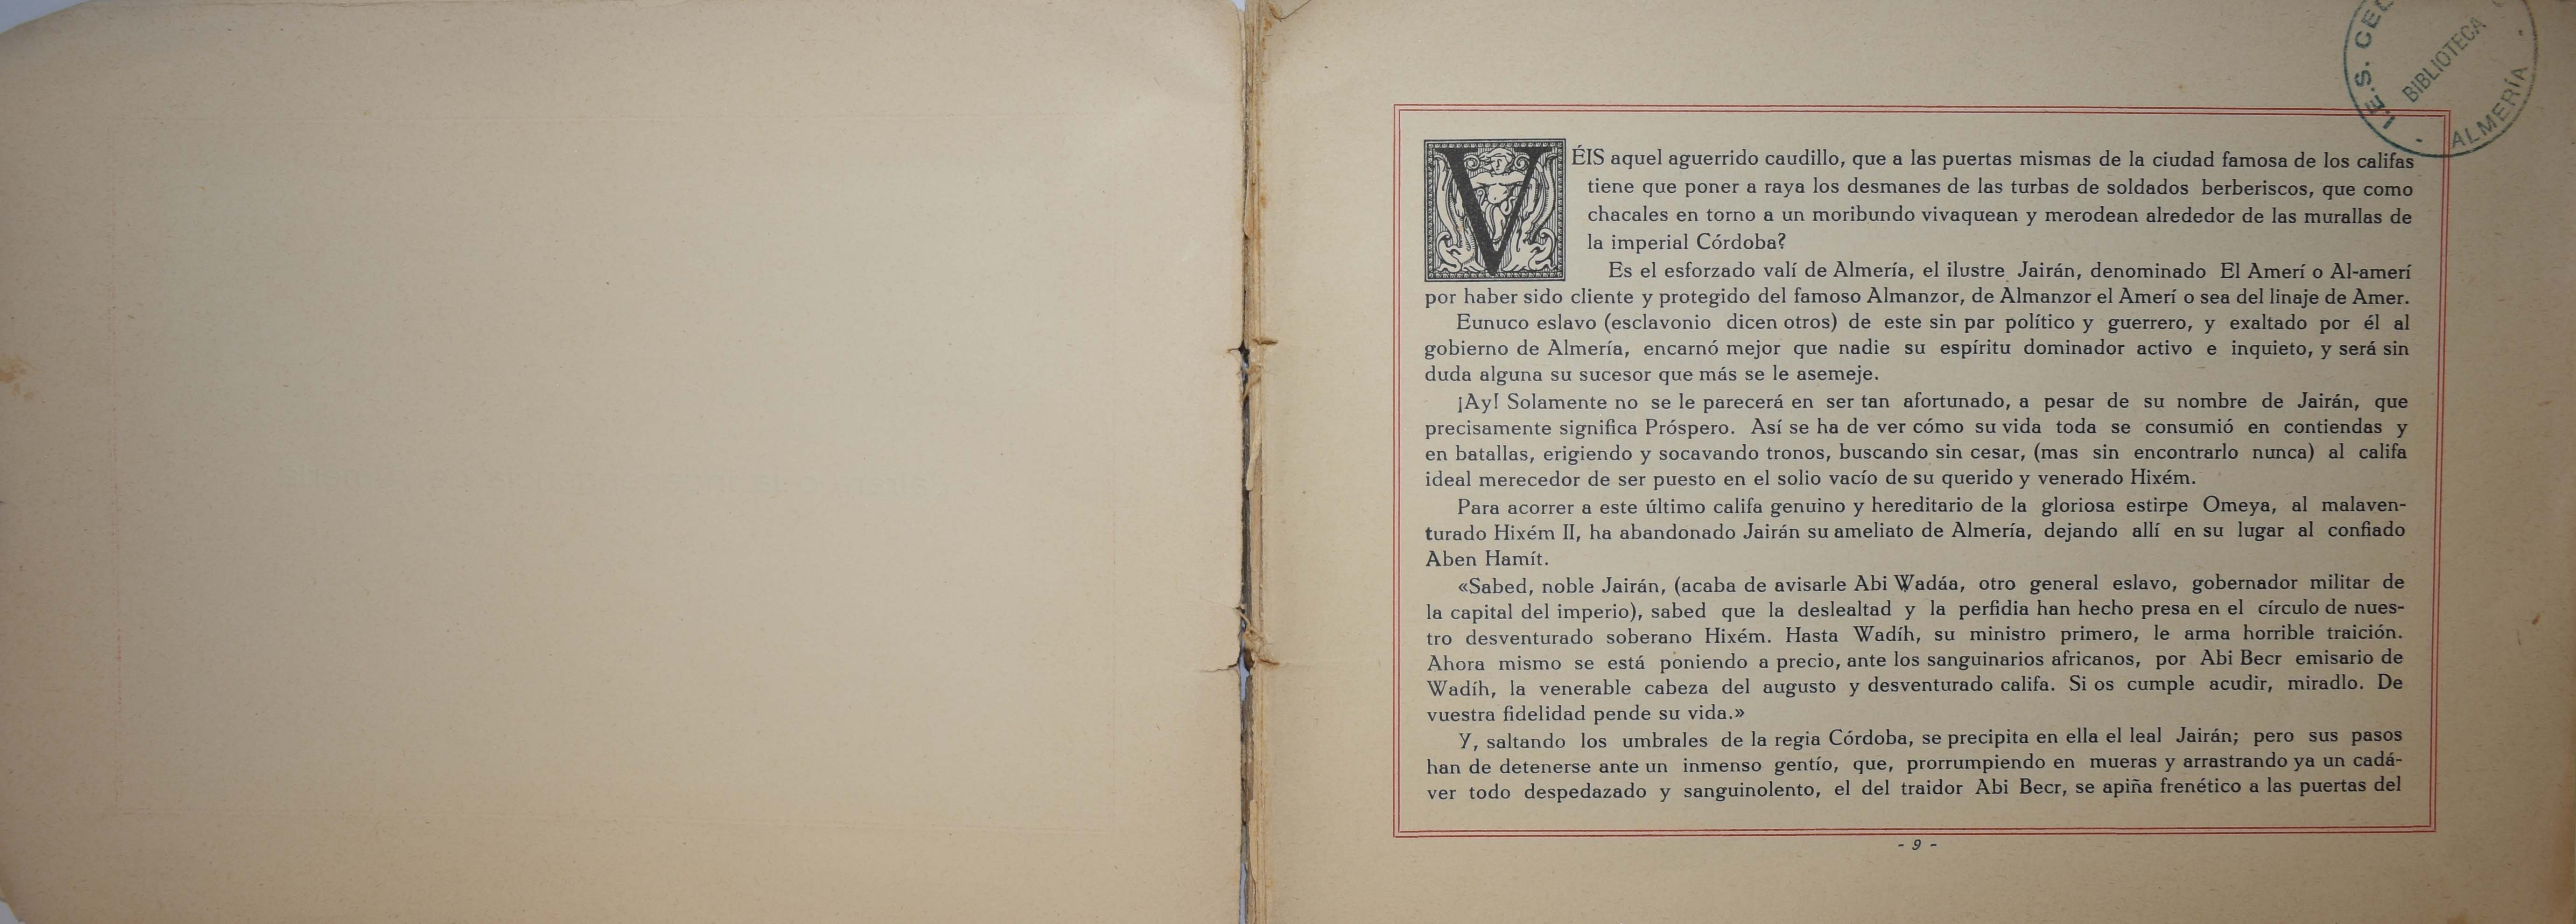 I.E.S. CEL
BIBLIOTECA
ALMERÍA
VÉIS aquel aguerrido caudillo, que a las puertas mismas de la ciudad famosa de los califas
tiene que poner a raya los desmanes de las turbas de soldados berberiscos, que como
chacales en torno a un moribundo vivaquean y merodean alrededor de las murallas de
la imperial Córdoba?
Es el esforzado valí de Almería, el ilustre Jairán, denominado El Amerí o Al-amerí
por haber sido cliente y protegido del famoso Almanzor, de Almanzor el Amerí o sea del linaje de Amer.
Eunuco eslavo (esclavonio dicen otros) de este sin par político y guerrero, y exaltado por él al
gobierno de Almería, encarnó mejor que nadie su espíritu dominador activo e inquieto, y será sin
duda alguna su sucesor que más se le asemeje.
¡Ay! Solamente no se le parecerá en ser tan afortunado, a pesar de su nombre de Jairán, que
precisamente significa Próspero. Así se ha de ver cómo su vida toda se consumió en contiendas y
en batallas, erigiendo y socavando tronos, buscando sin cesar, (mas sin encontrarlo nunca) al califa
ideal merecedor de ser puesto en el solio vacío de su querido y venerado Hixém.
Para acorrer a este último califa genuino y hereditario de la gloriosa estirpe Omeya, al malaven-
turado Hixém II, ha abandonado Jairán su ameliato de Almería, dejando allí en su lugar al confiado
Aben Hamít.
«Sabed, noble Jairán, (acaba de avisarle Abi Wadáa, otro general eslavo, gobernador militar de
la capital del imperio), sabed que la deslealtad y la perfidia han hecho presa en el círculo de nues-
tro desventurado soberano Hixém. Hasta Wadíh, su ministro primero, le arma horrible traición.
Ahora mismo se está poniendo a precio, ante los sanguinarios africanos, por Abi Becr emisario de
Wadíh, la venerable cabeza del augusto y desventurado califa. Si os cumple acudir, miradlo. De
vuestra fidelidad pende su vida.»
Y, saltando los umbrales de la regia Córdoba, se precipita en ella el leal Jairán; pero sus pasos
han de detenerse ante un inmenso gentío, que, prorrumpiendo en mueras y arrastrando ya un cadá-
ver todo despedazado y sanguinolento, el del traidor Abi Becr, se apiña frenético a las puertas del
- 9 -